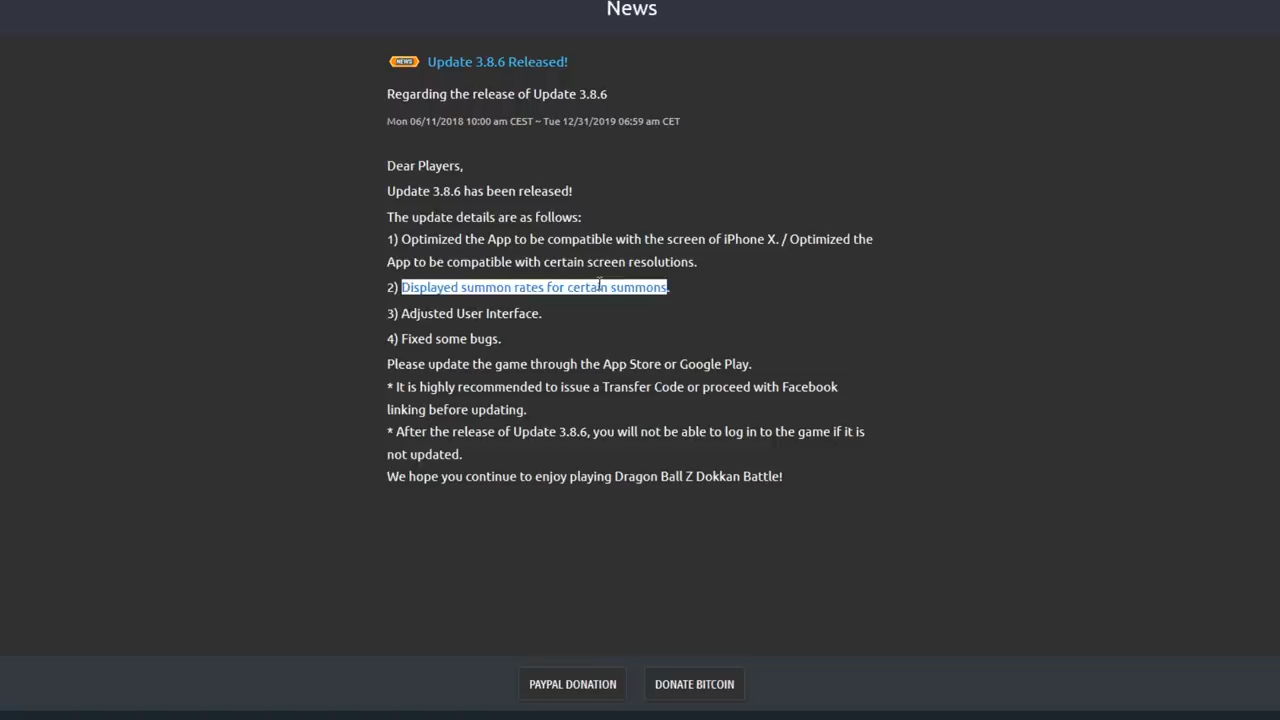 News
NEWS Update 3.8.6 Released!
Regarding the release of Update 3.8.6
Mon 06/11/2018 10:00 am CEST ~ Tue 12/31/2019 06:59 am CET
Dear Players,
Update 3.8.6 has been released!
The update details are as follows:
1) Optimized the App to be compatible with the screen of iPhone X. / Optimized the
App to be compatible with certain screen resolutions.
2) Displayed summon rates for certain summons.
3) Adjusted User Interface.
4) Fixed some bugs.
Please update the game through the App Store or Google Play.
* It is highly recommended to issue a Transfer Code or proceed with Facebook
linking before updating.
* After the release of Update 3.8.6, you will not be able to log in to the game if it is
not updated.
We hope you continue to enjoy playing Dragon Ball Z Dokkan Battle!
PAYPAL DONATION DONATE BITCOIN